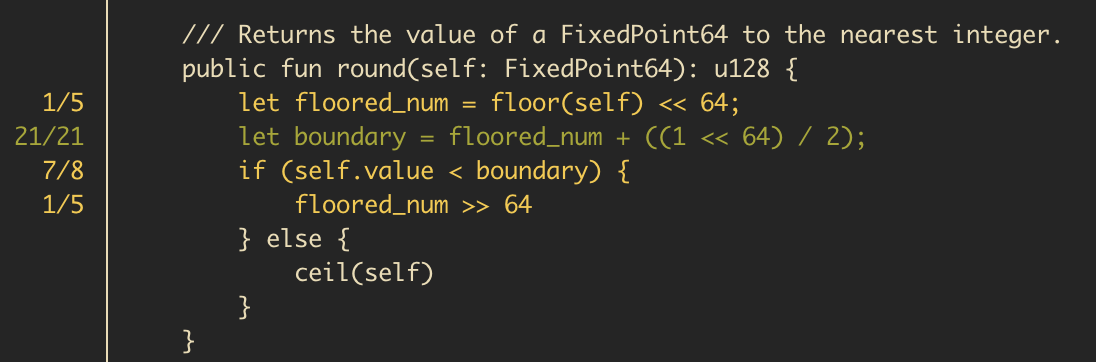 /// Returns the value of a FixedPoint64 to the nearest integer.
public fun round(self: FixedPoint64): u128 {
1/5 let floored_num = floor(self) << 64;
21/21 let boundary = floored_num + ((1 << 64) / 2);
7/8 if (self.value < boundary) {
1/5 floored_num >> 64
} else {
ceil(self)
}
}